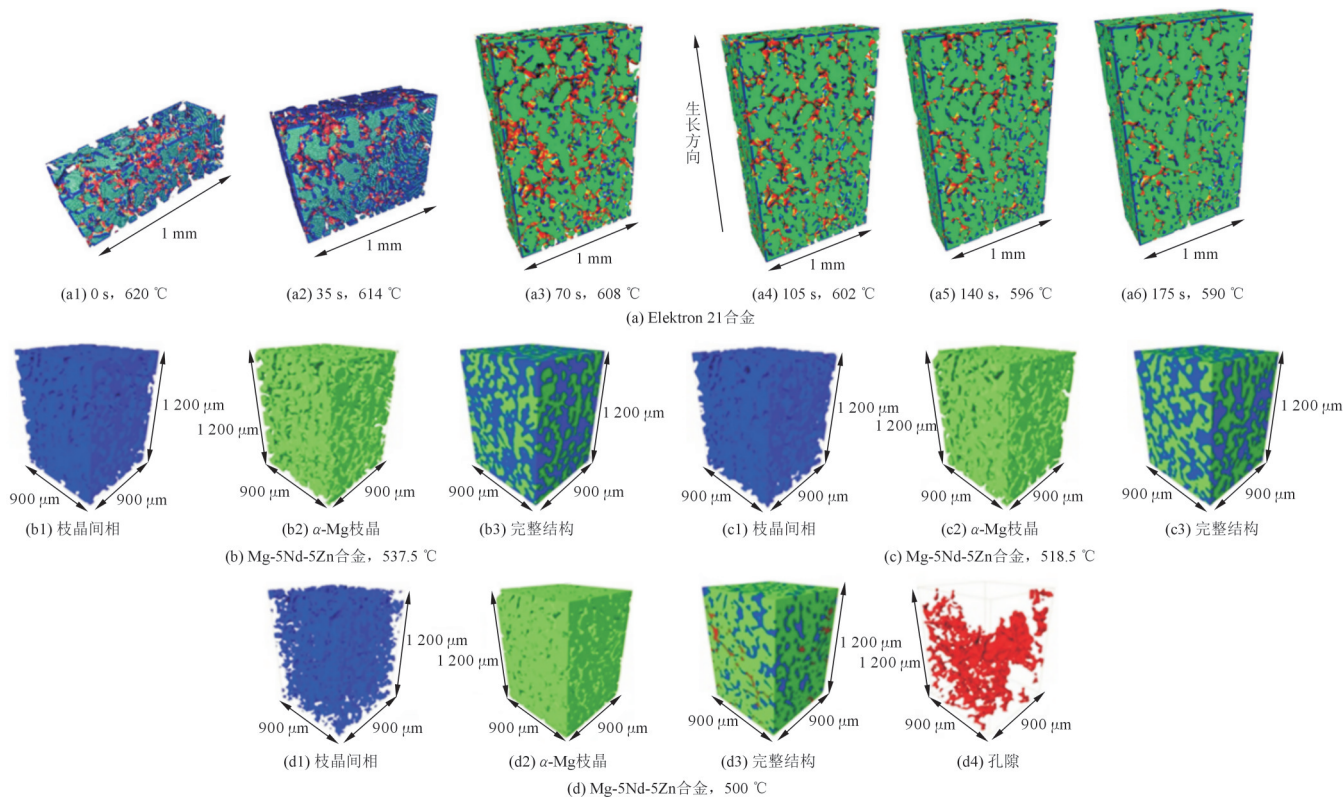 生长方向
1 mm
1 mm
1 mm
1 mm
1 mm
1 mm
(a1) 0 s，620 ℃
(a2) 35 s，614 ℃
(a3) 70 s，608 ℃
(a4) 105 s，602 ℃
(a5) 140 s，596 ℃
(a6) 175 s，590 ℃
(a) Elektron 21合金
1 200 μm
1 200 μm
1 200 μm
1 200 μm
1 200 μm
1 200 μm
900 μm
900 μm
900 μm
900 μm
900 μm
900 μm
900 μm
900 μm
900 μm
900 μm
900 μm
900 μm
(b1) 枝晶间相
(b2) α-Mg枝晶
(b3) 完整结构
(c1) 枝晶间相
(c2) α-Mg枝晶
(c3) 完整结构
(b) Mg-5Nd-5Zn合金，537.5 ℃
(c) Mg-5Nd-5Zn合金，518.5 ℃
1 200 μm
1 200 μm
1 200 μm
1 200 μm
900 μm
900 μm
900 μm
900 μm
900 μm
900 μm
900 μm
900 μm
(d1) 枝晶间相
(d2) α-Mg枝晶
(d3) 完整结构
(d4) 孔隙
(d) Mg-5Nd-5Zn合金，500 ℃